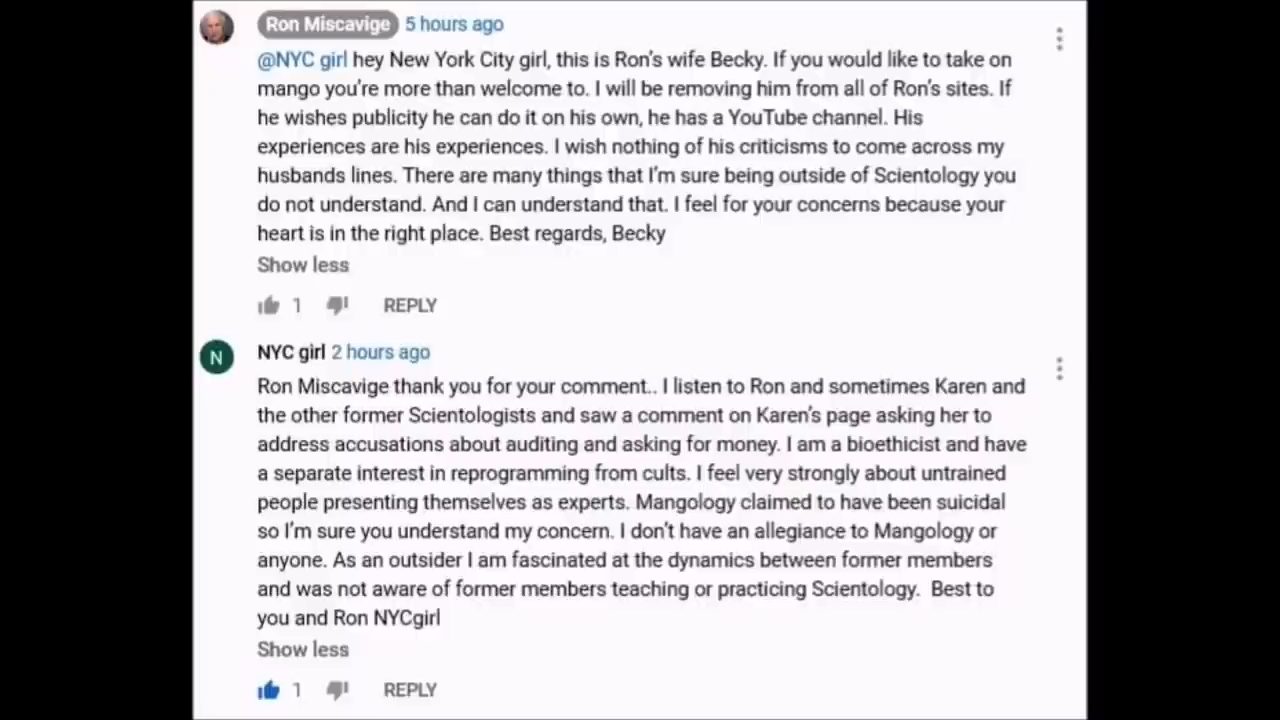 Ron Miscavige 5 hours ago
@NYC girl hey New York City girl, this is Ron's wife Becky. If you would like to take on
mango you're more than welcome to. I will be removing him from all of Ron's sites. If
he wishes publicity he can do it on his own, he has a YouTube channel. His
experiences are his experiences. I wish nothing of his criticisms to come across my
husbands lines. There are many things that I'm sure being outside of Scientology you
do not understand. And I can understand that. I feel for your concerns because your
heart is in the right place. Best regards, Becky
Show less
1 REPLY
N
NYC girl 2 hours ago
Ron Miscavige thank you for your comment.. I listen to Ron and sometimes Karen and
the other former Scientologists and saw a comment on Karen's page asking her to
address accusations about auditing and asking for money. I am a bioethicist and have
a separate interest in reprogramming from cults. I feel very strongly about untrained
people presenting themselves as experts. Mangology claimed to have been suicidal
so I'm sure you understand my concern. I don't have an allegiance to Mangology or
anyone. As an outsider I am fascinated at the dynamics between former members
and was not aware of former members teaching or practicing Scientology.  Best to
you and Ron NYCgirl
Show less
1 REPLY